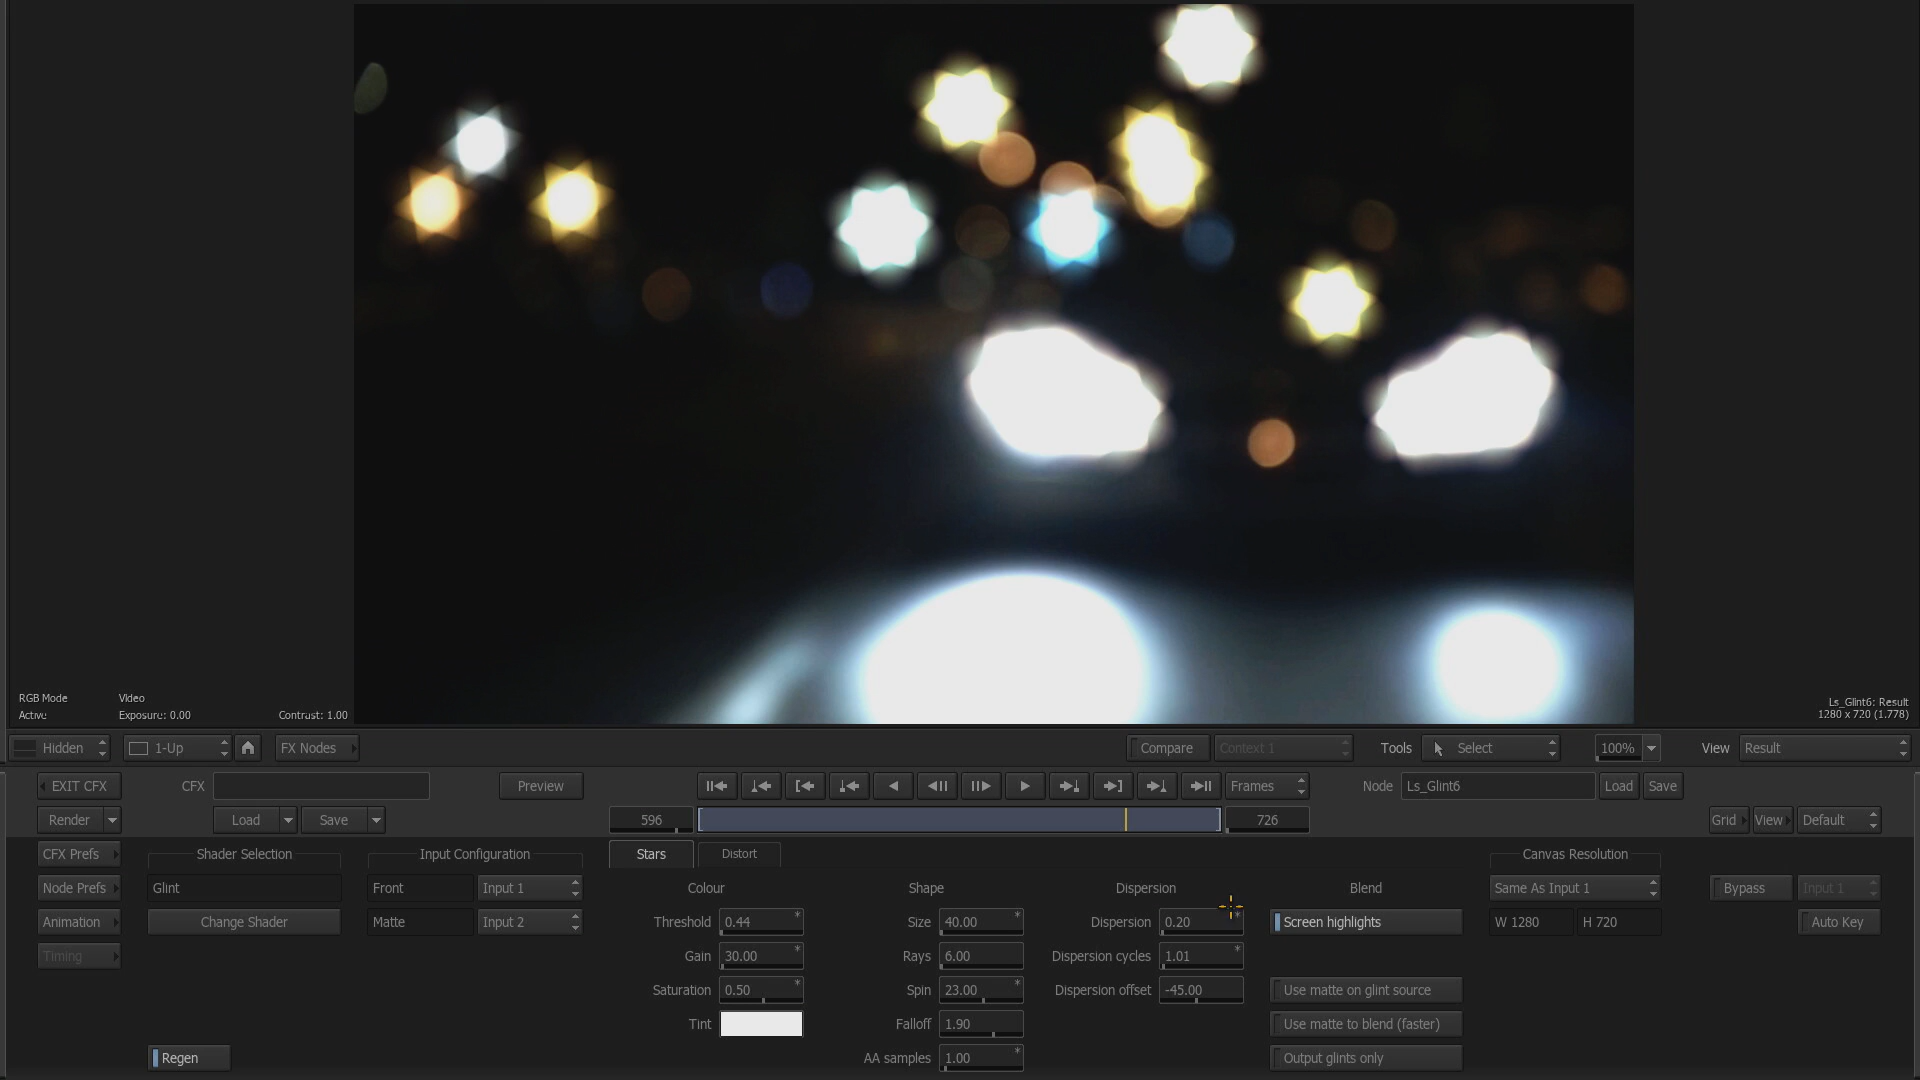 RGB Mode Video
Active Exposure: 0.00 Contrast: 1.00
Ls_Glint6: Result
1280 x 720 (1.778)
Hidden 1-Up FX Nodes Compare Context 1 Tools Select 100% View Result
EXIT CFX CFX Preview Frames Node Ls_Glint6 Load Save
Render Load Save 596 726 Grid View Default
CFX Prefs Shader Selection Input Configuration Stars Distort Canvas Resolution
Node Prefs Glint Front Input 1 Colour Shape Dispersion Blend Same As Input 1 Bypass Input 1
Animation Change Shader Matte Input 2 Threshold 0.44 * Size 40.00 * Dispersion 0.20 * Screen highlights W 1280 H 720 Auto Key
Timing Gain 30.00 * Rays 6.00 Dispersion cycles 1.01 *
Saturation 0.50 * Spin 23.00 * Dispersion offset -45.00 Use matte on glint source
Tint Falloff 1.90 Use matte to blend (faster)
Regen AA samples 1.00 * Output glints only